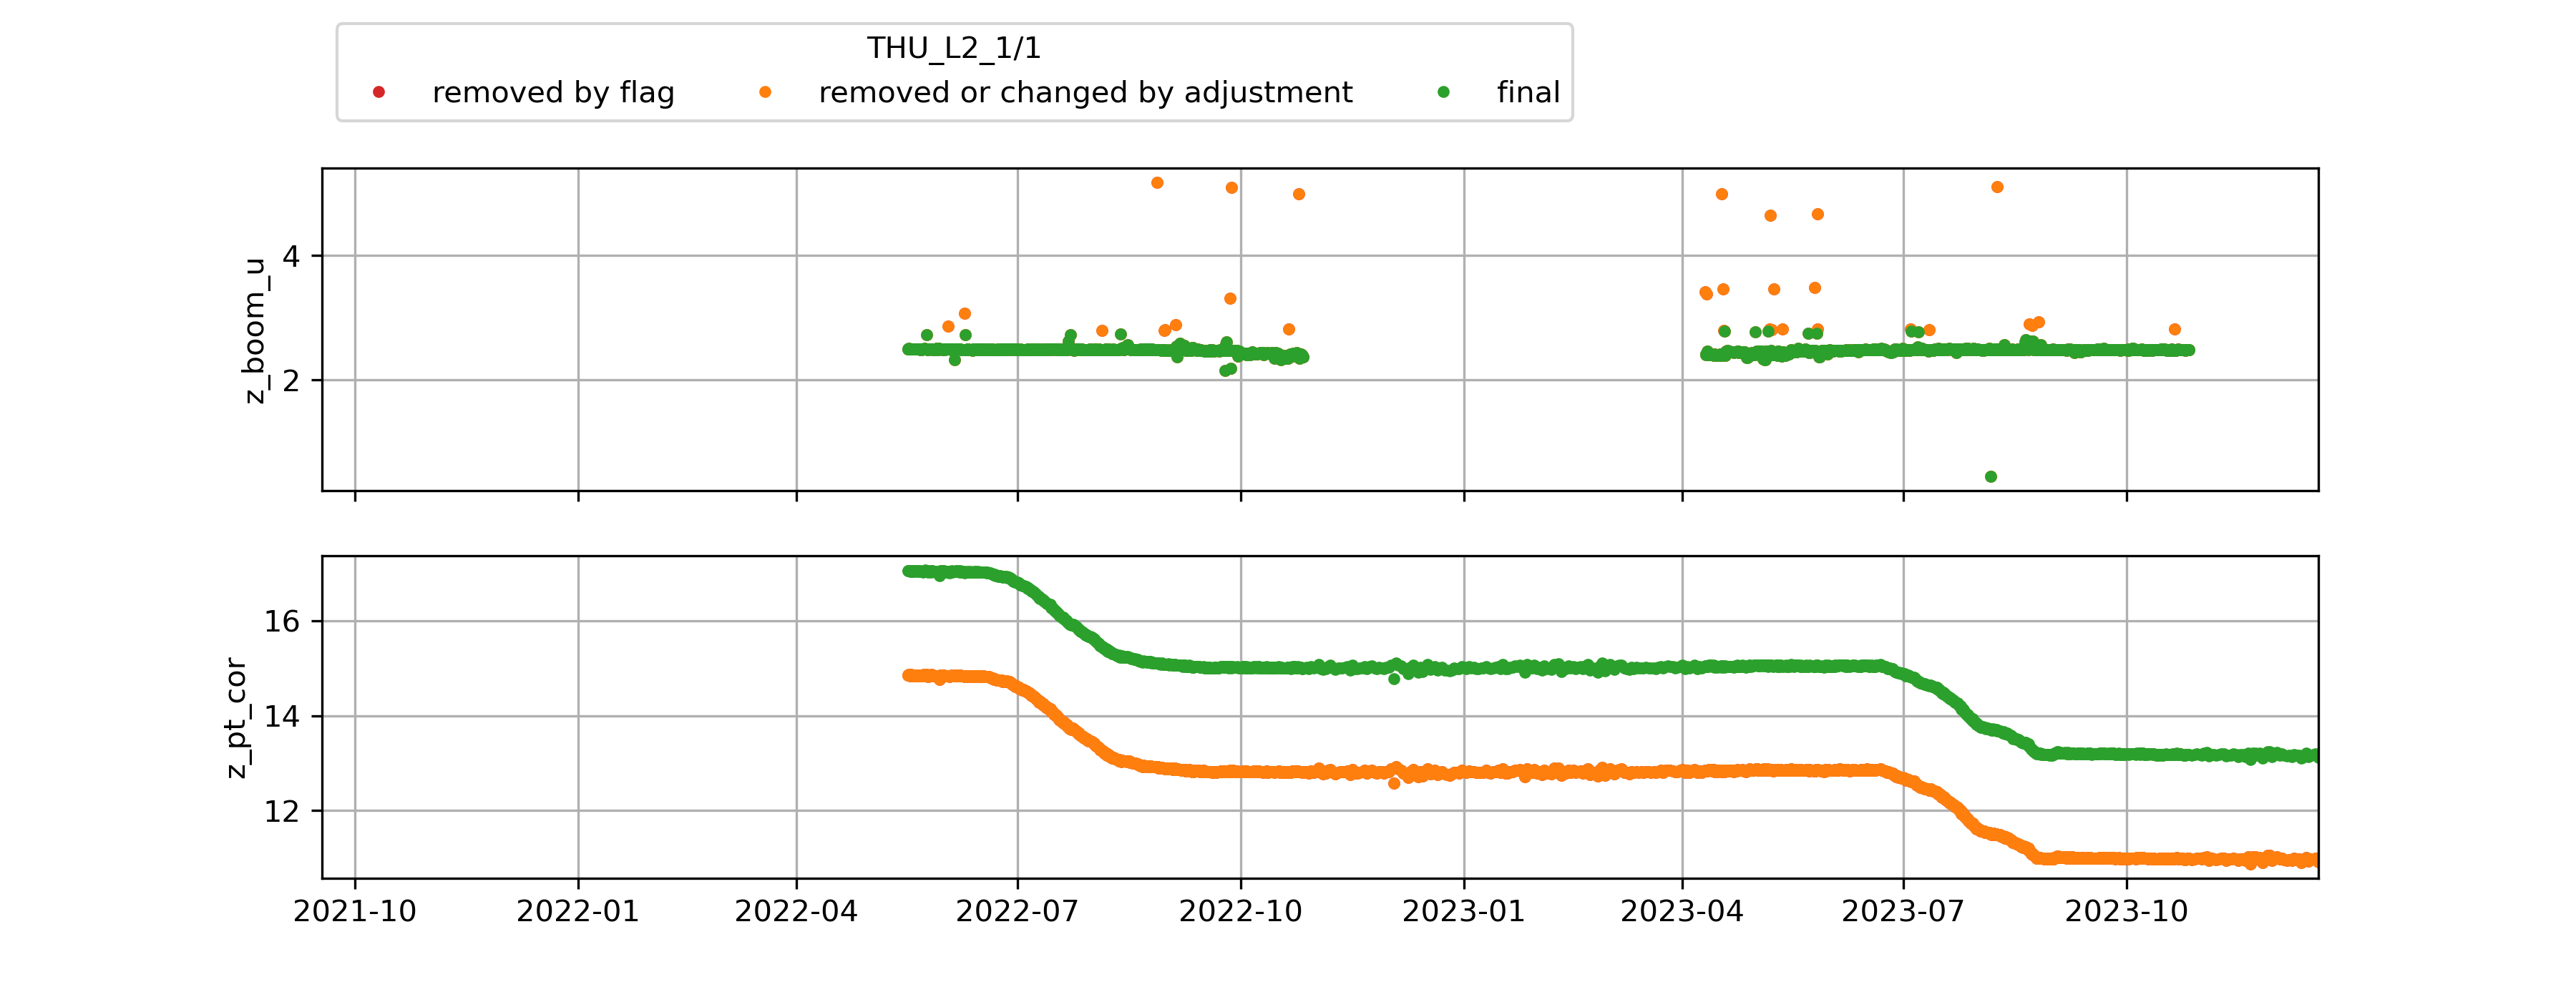 THU_L2_1/1
removed by flag removed or changed by adjustment final
z_boom_u
4
2
z_pt_cor
16
14
12
2021-10 2022-01 2022-04 2022-07 2022-10 2023-01 2023-04 2023-07 2023-10